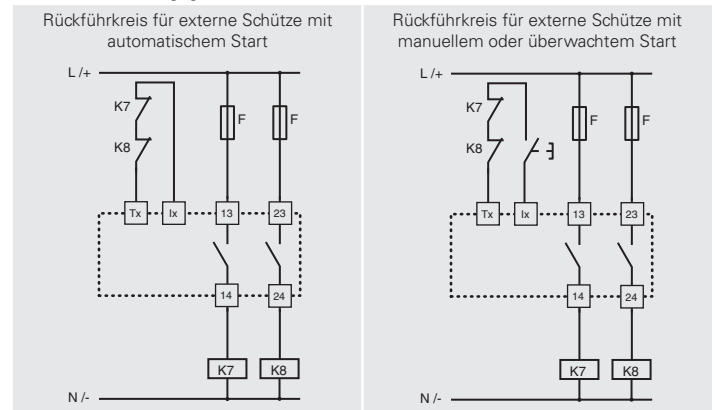 Rückführkreis für externe Schütze mit
automatischem Start
L /+
K7
F
F
K8
Tx
Ix
13
23
14
24
K7
K8
N /-
Rückführkreis für externe Schütze mit
manuellem oder überwachtem Start
L /+
K7
F
F
K8
Tx
Ix
13
23
14
24
K7
K8
N /-